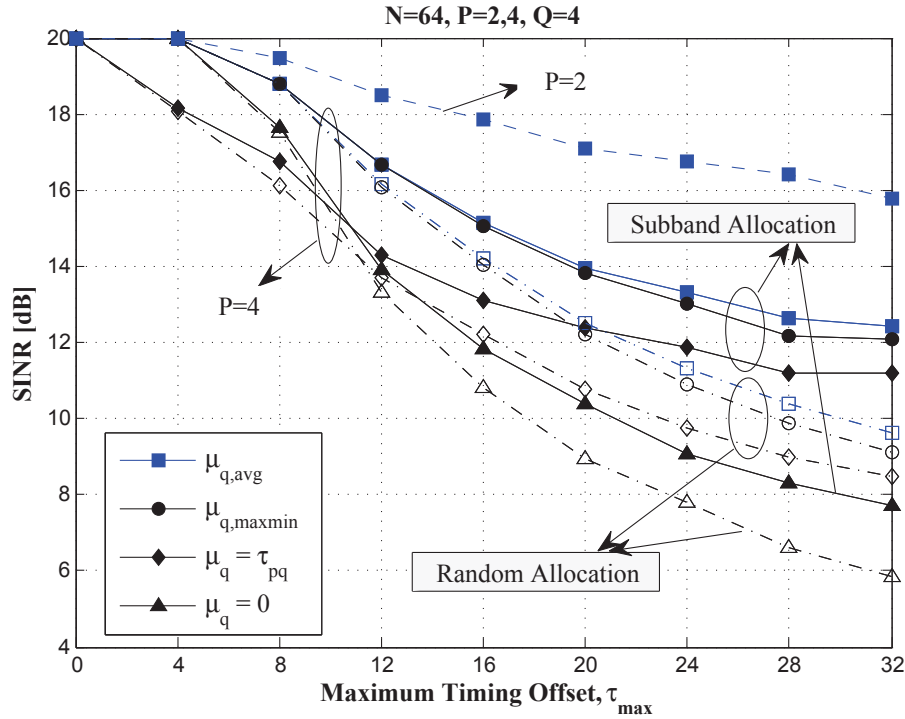 N=64, P=2,4, Q=4
SINR [dB]
20
18
16
14
12
10
8
6
4
P=2
P=4
Subband Allocation
Random Allocation
μq,avg
μq,maxmin
μq = τpq
μq = 0
0 4 8 12 16 20 24 28 32
Maximum Timing Offset, τmax